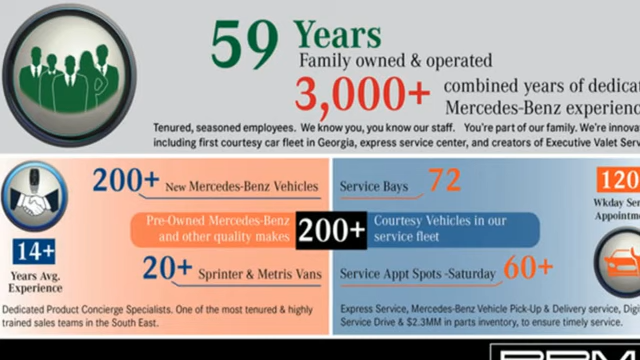 59 Years
Family owned & operated
3,000+ combined years of dedicat
Mercedes-Benz experienc
Tenured, seasoned employees. We know you, you know our staff. You're part of our family. We're innova
including first courtesy car fleet in Georgia, express service center, and creators of Executive Valet Serv
200+ New Mercedes-Benz Vehicles
Pre-Owned Mercedes-Benz
and other quality makes
200+
20+ Sprinter & Metris Vans
14+
Years Avg.
Experience
Dedicated Product Concierge Specialists. One of the most tenured & highly
trained sales teams in the South East.
Service Bays 72
Courtesy Vehicles in our
service fleet
Service Appt Spots -Saturday 60+
120
Wkday Ser
Appointm
Express Service, Mercedes-Benz Vehicle Pick-Up & Delivery service, Digi
Service Drive & $2.3MM in parts inventory, to ensure timely service.